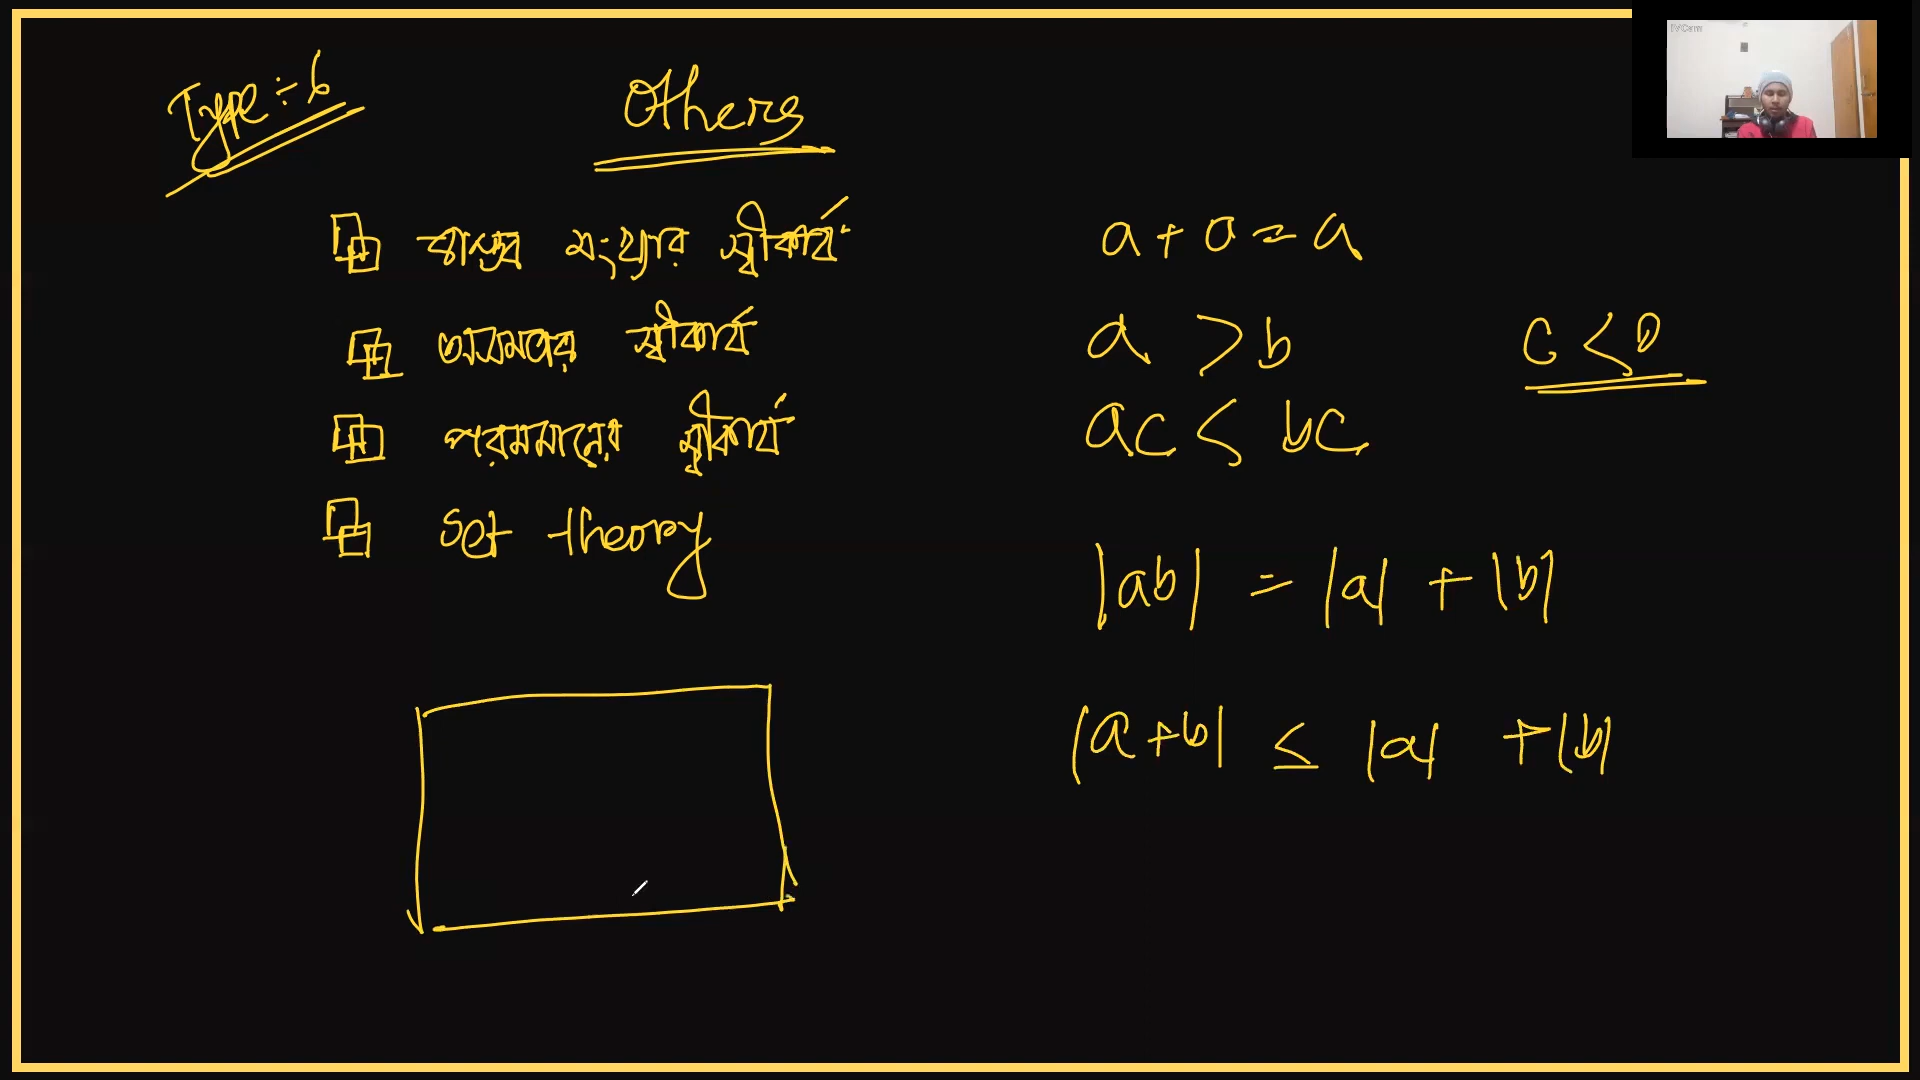 Type ÷ 6
Others
বাস্তব সংখ্যার স্বীকার্য
অসমতার স্বীকার্য
পরমমানের স্বীকার্য
Set theory
a + 0 = a
a > b
c < 0
ac < bc
|ab| = |a| + |b|
|a + b| ≤ |a| + |b|